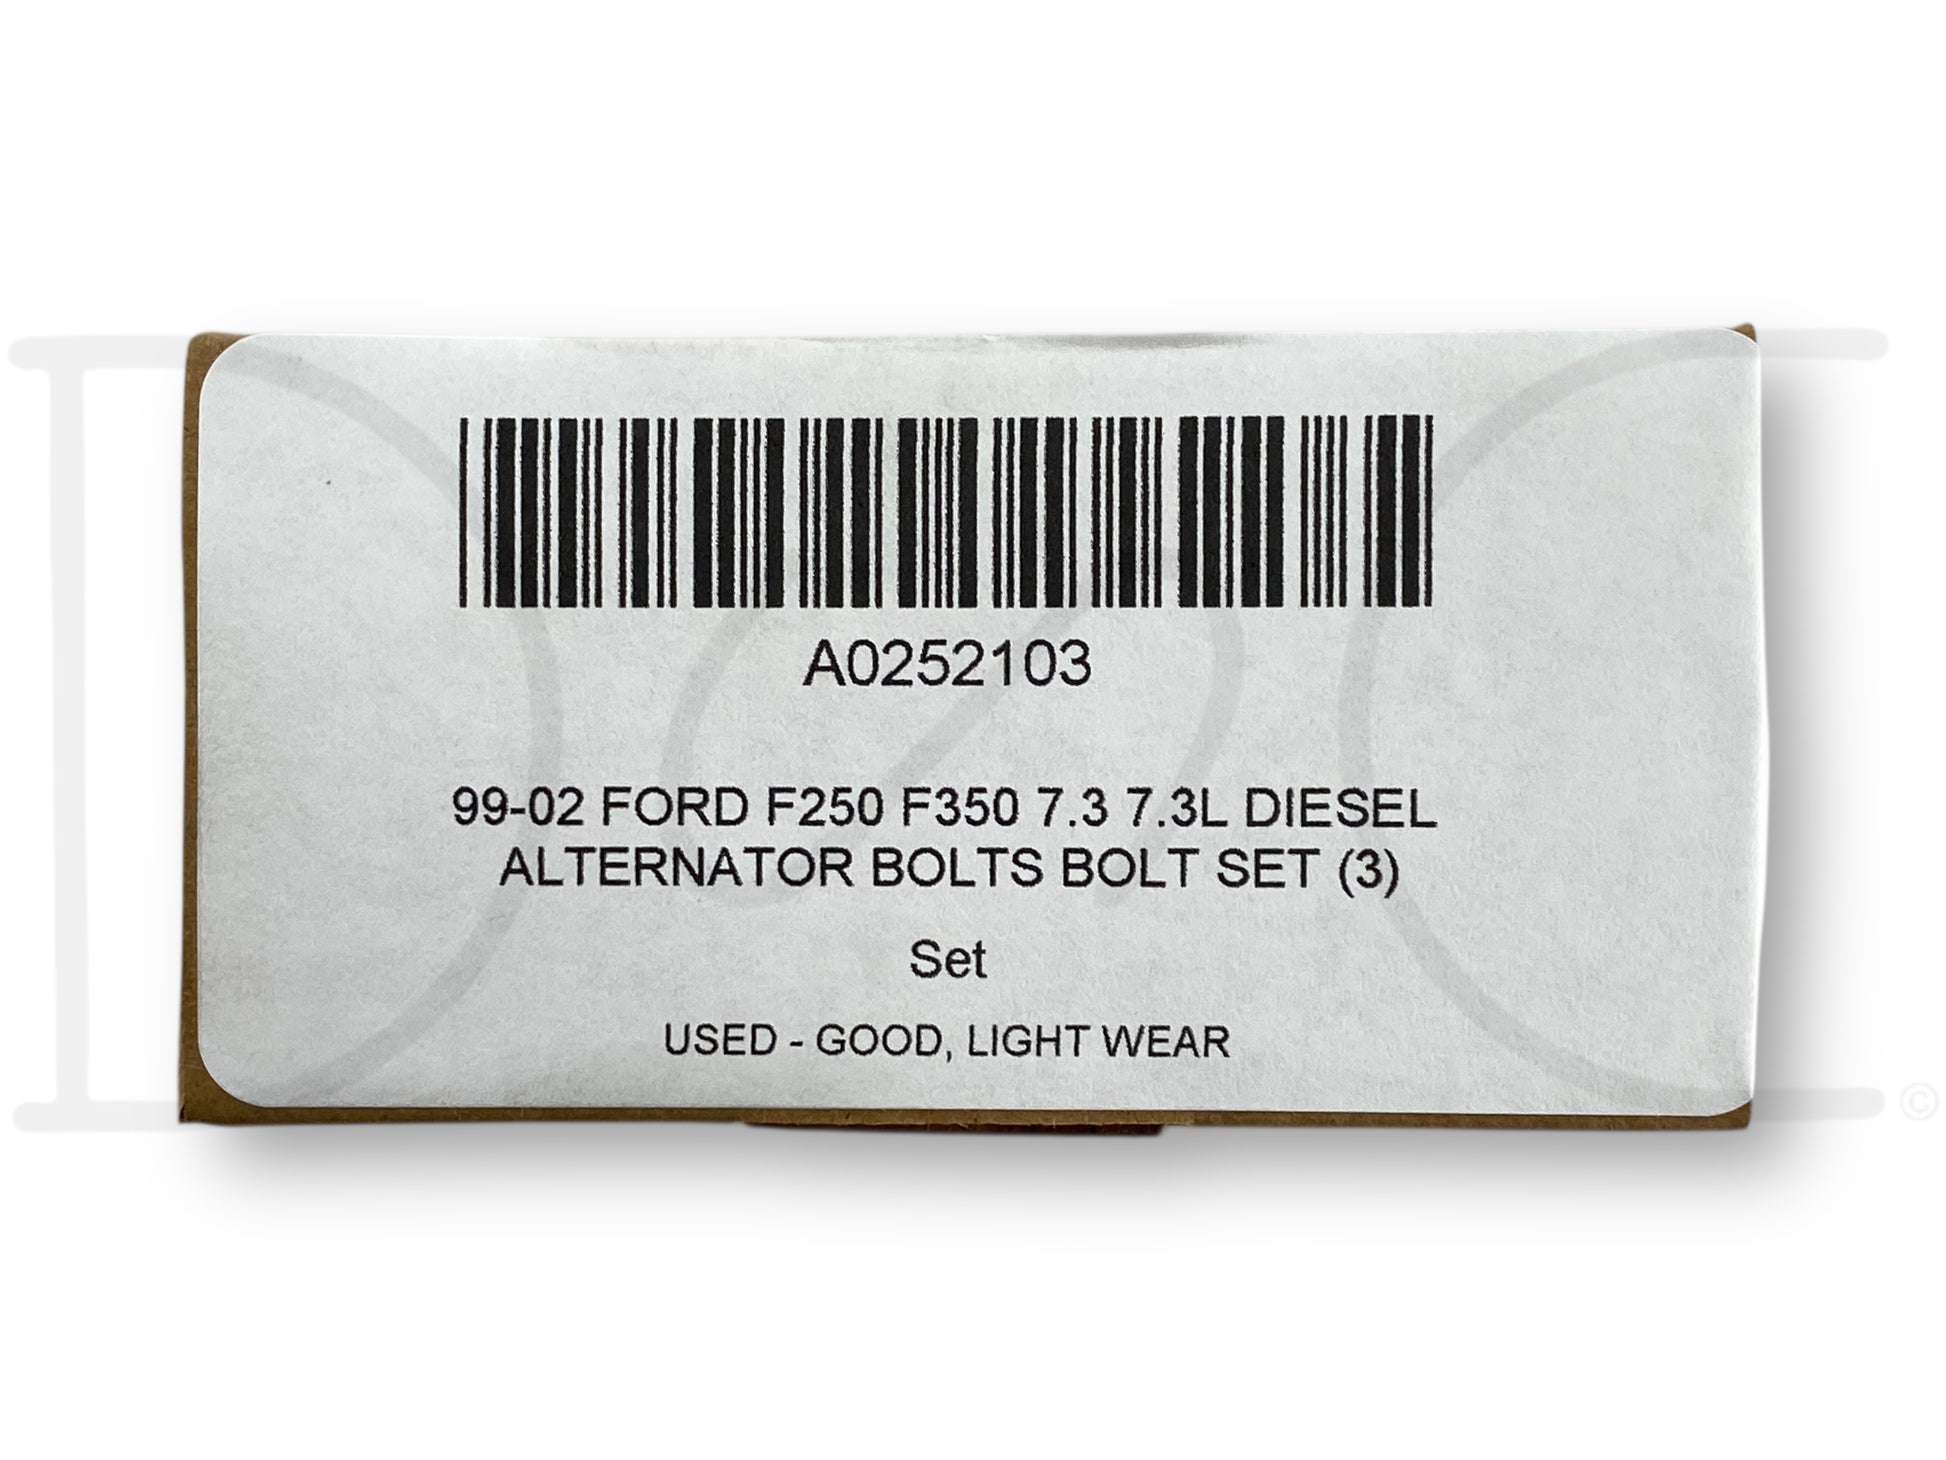 A0252103
99-02 FORD F250 F350 7.3 7.3L DIESEL
ALTERNATOR BOLTS BOLT SET (3)
Set
USED - GOOD, LIGHT WEAR
©